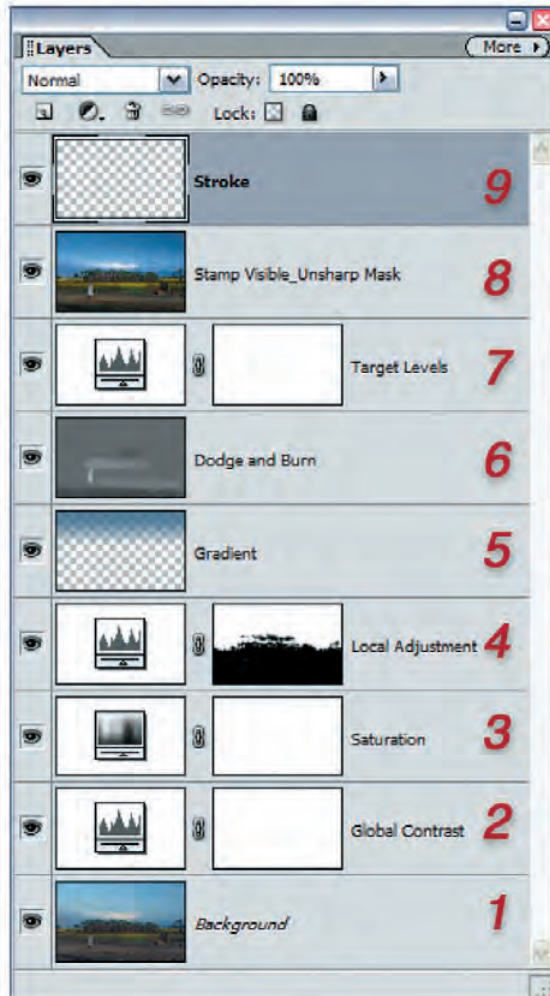 Layers
More
Normal Opacity: 100%
Lock:
Stroke 9
Stamp Visible_Unsharp Mask 8
Target Levels 7
Dodge and Burn 6
Gradient 5
Local Adjustment 4
Saturation 3
Global Contrast 2
Background 1